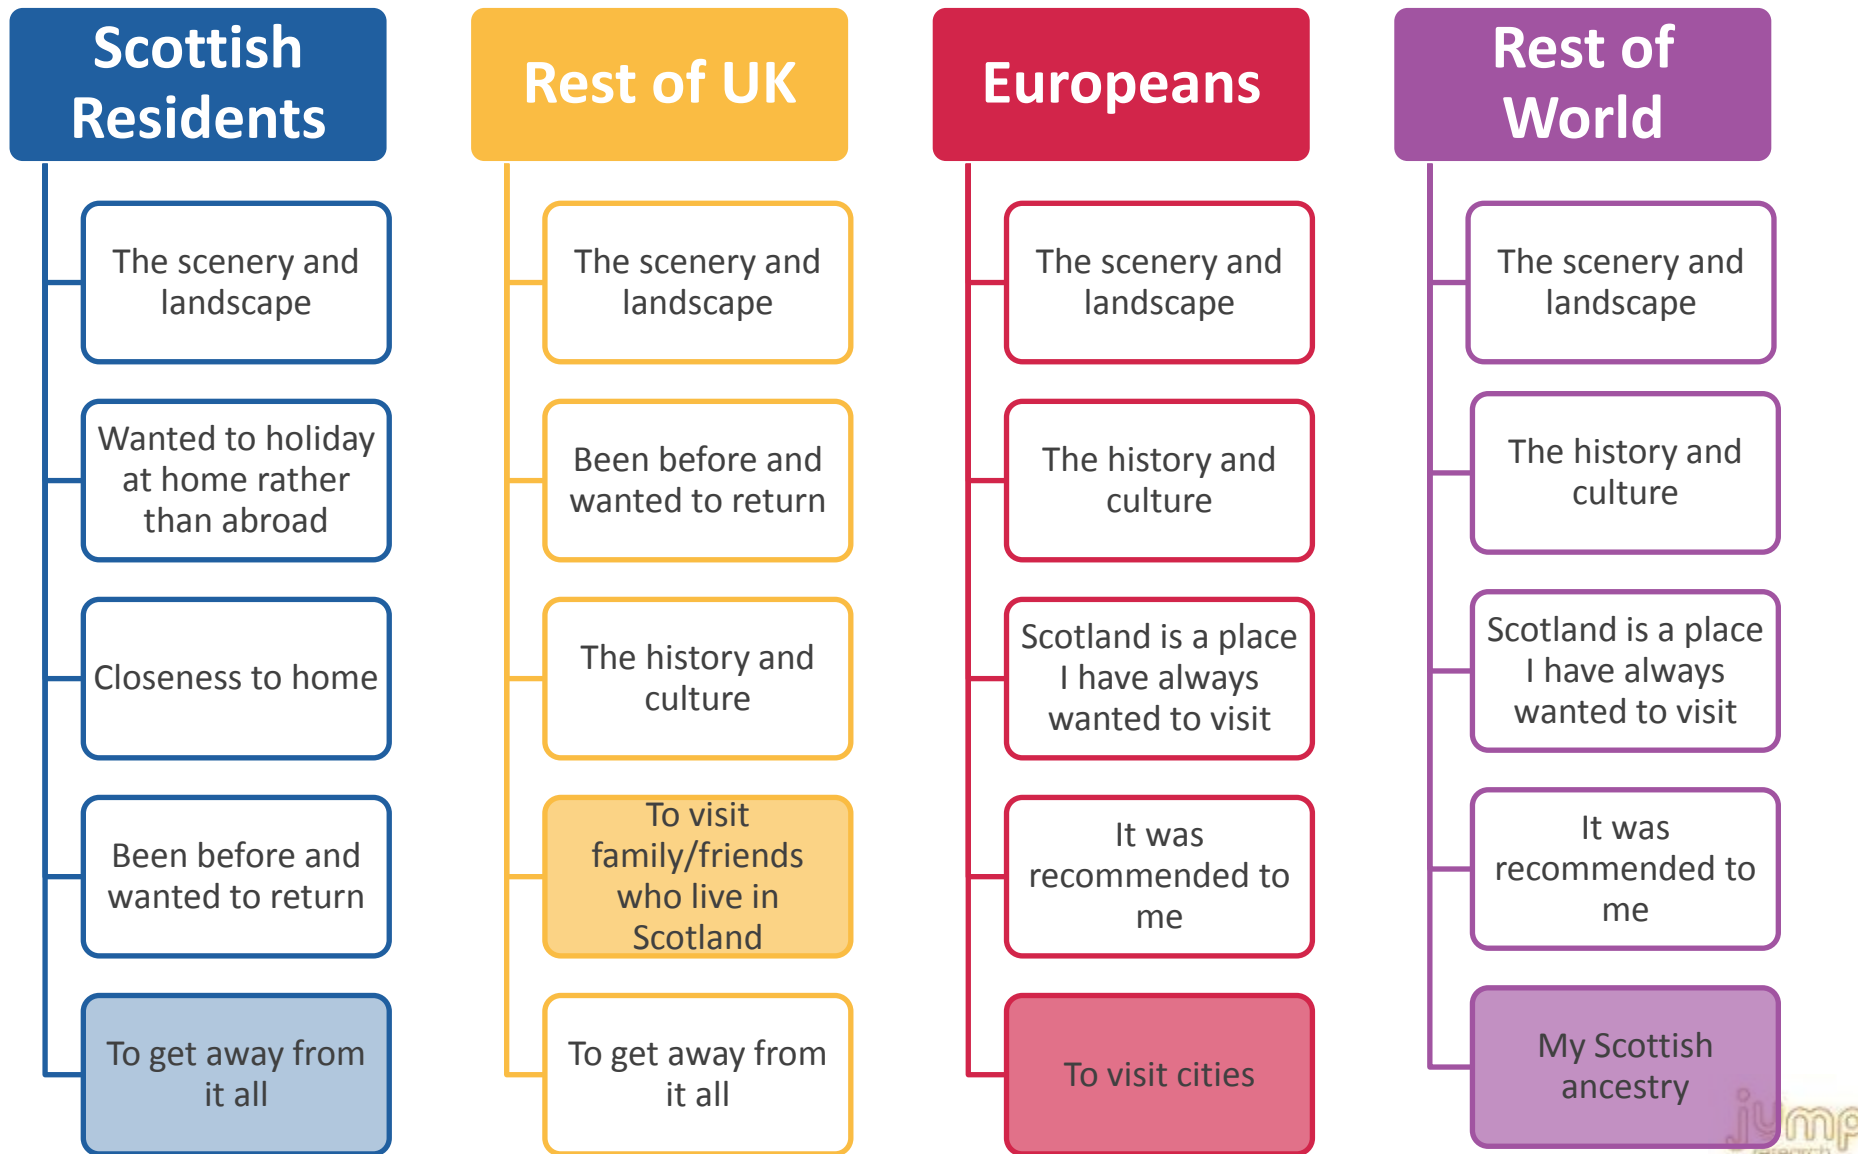 Scottish
Residents
The scenery and
landscape
Wanted to holiday
at home rather
than abroad
Closeness to home
Been before and
wanted to return
To get away from
it all
Rest of UK
The scenery and
landscape
Been before and
wanted to return
The history and
culture
To visit
family/friends
who live in
Scotland
To get away from
it all
Europeans
The scenery and
landscape
The history and
culture
Scotland is a place
I have always
wanted to visit
It was
recommended to
me
To visit cities
Rest of
World
The scenery and
landscape
The history and
culture
Scotland is a place
I have always
wanted to visit
It was
recommended to
me
My Scottish
ancestry
jump
research